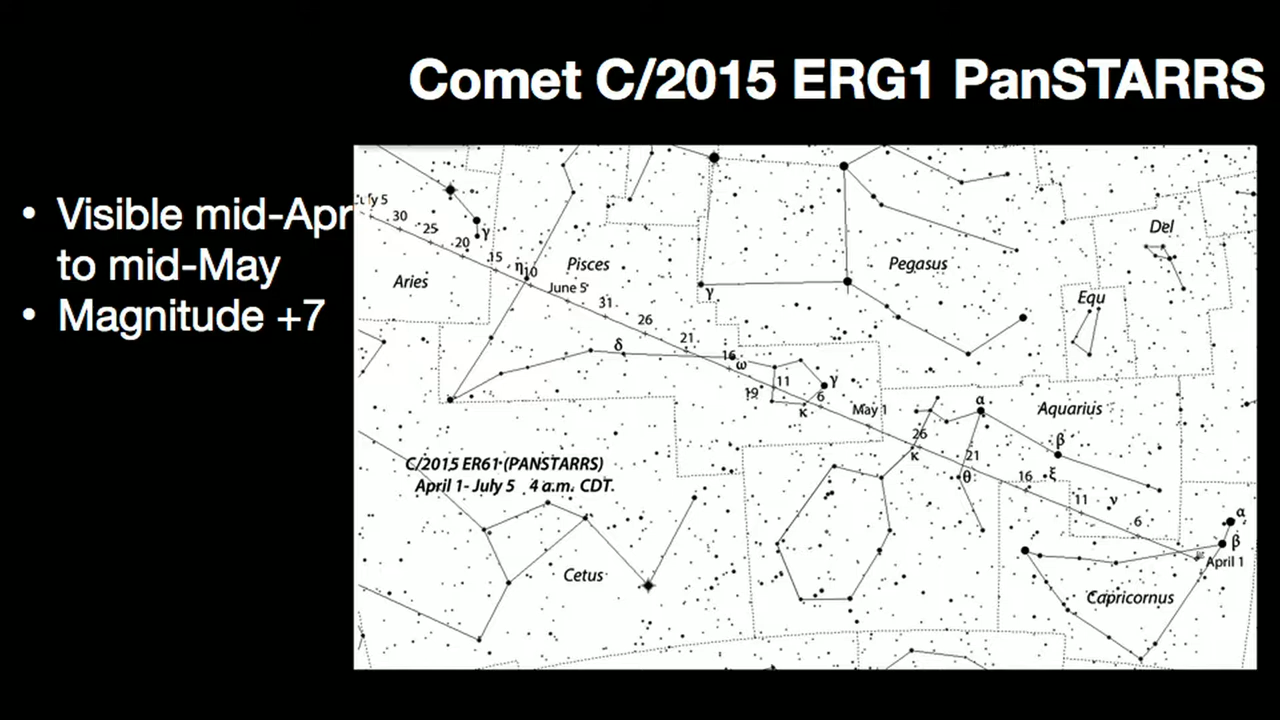 Comet C/2015 ERG1 PanSTARRS
• Visible mid-Apr
to mid-May
• Magnitude +7
July 5
30
25
20
γ
15
η
10
Pisces
June 5
Aries
31
26
δ
21
16
ω
19
11
γ
6
κ
May 1
γ
Pegasus
Del
Equ
α
Aquarius
26
κ
β
21
θ
16
ξ
11
ν
6
α
β
April 1
C/2015 ER61 (PANSTARRS)
April 1- July 5 4 a.m. CDT.
Cetus
Capricornus